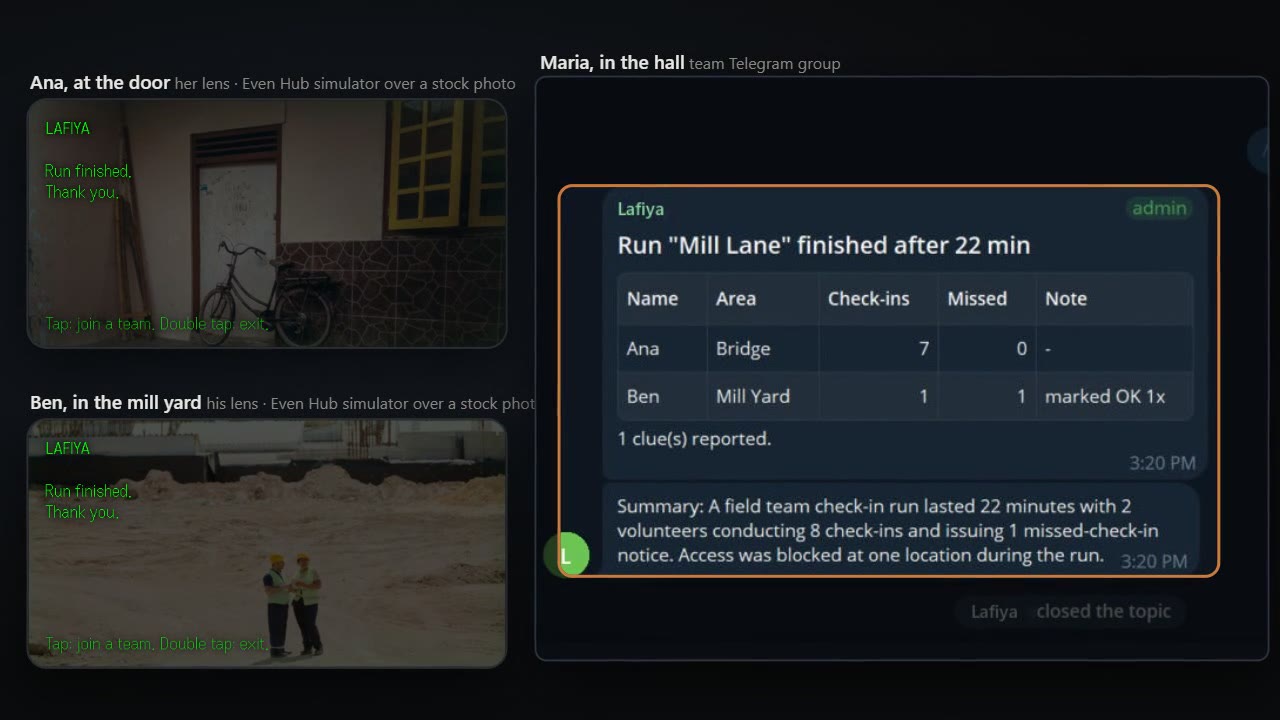 Ana, at the door her lens · Even Hub simulator over a stock photo
LAFIYA
Run finished.
Thank you.
Tap: join a team. Double tap: exit.
Ben, in the mill yard his lens · Even Hub simulator over a stock phot
LAFIYA
Run finished.
Thank you.
Tap: join a team. Double tap: exit.
Maria, in the hall team Telegram group
Lafiya admin
Run "Mill Lane" finished after 22 min
Name Area Check-ins Missed Note
Ana Bridge 7 0 -
Ben Mill Yard 1 1 marked OK 1x
1 clue(s) reported.
3:20 PM
Summary: A field team check-in run lasted 22 minutes with 2
volunteers conducting 8 check-ins and issuing 1 missed-check-in
notice. Access was blocked at one location during the run. 3:20 PM
L
Lafiya closed the topic